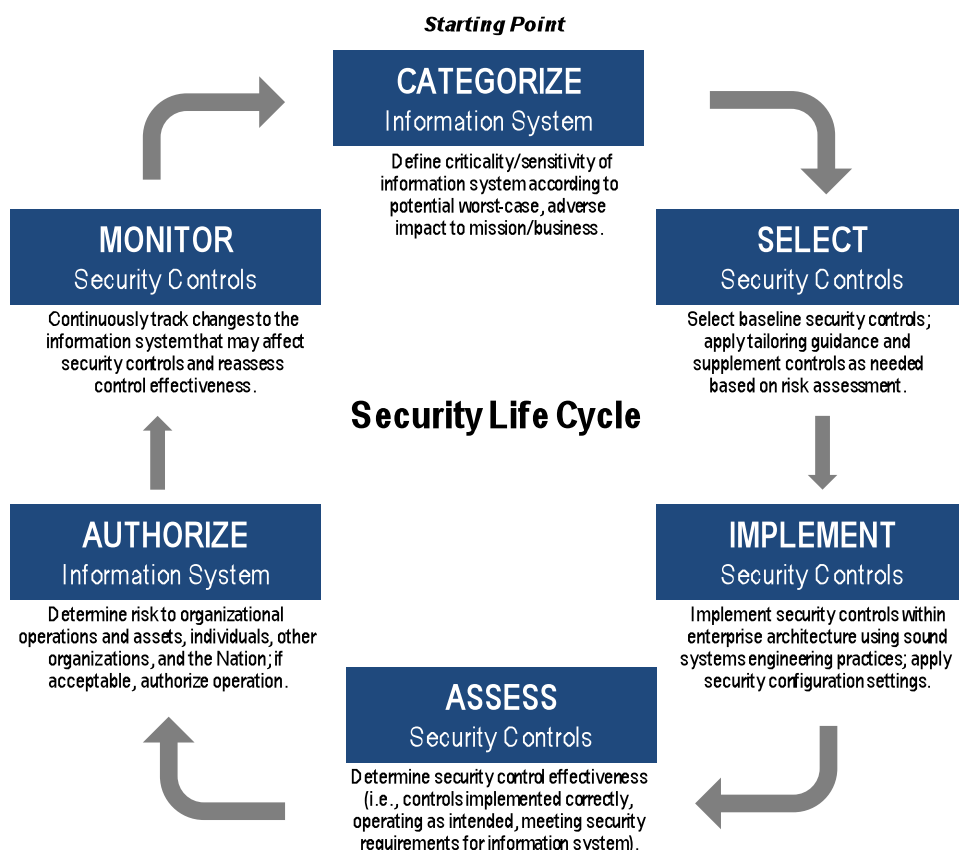 Starting Point
CATEGORIZE
Information System
Define criticality/sensitivity of
information system according to
potential worst-case, adverse
impact to mission/business.
SELECT
Security Controls
Select baseline security controls;
apply tailoring guidance and
supplement controls as needed
based on risk assessment.
IMPLEMENT
Security Controls
Implement security controls within
enterprise architecture using sound
systems engineering practices; apply
security configuration settings.
ASSESS
Security Controls
Determine security control effectiveness
(i.e., controls implemented correctly,
operating as intended, meeting security
requirements for information system).
AUTHORIZE
Information System
Determine risk to organizational
operations and assets, individuals, other
organizations, and the Nation; if
acceptable, authorize operation.
MONITOR
Security Controls
Continuously track changes to the
information system that may affect
security controls and reassess
control effectiveness.
Security Life Cycle